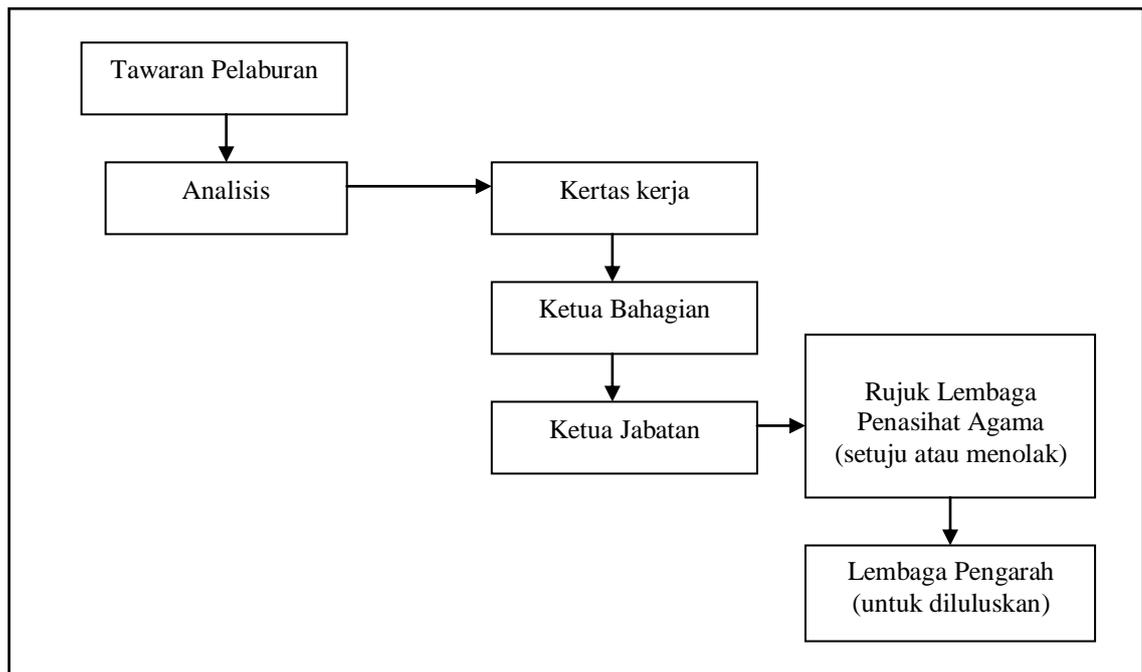 Tawaran Pelaburan
Analisis
Kertas kerja
Ketua Bahagian
Ketua Jabatan
Rujuk Lembaga
Penasihat Agama
(setuju atau menolak)
Lembaga Pengarah
(untuk diluluskan)